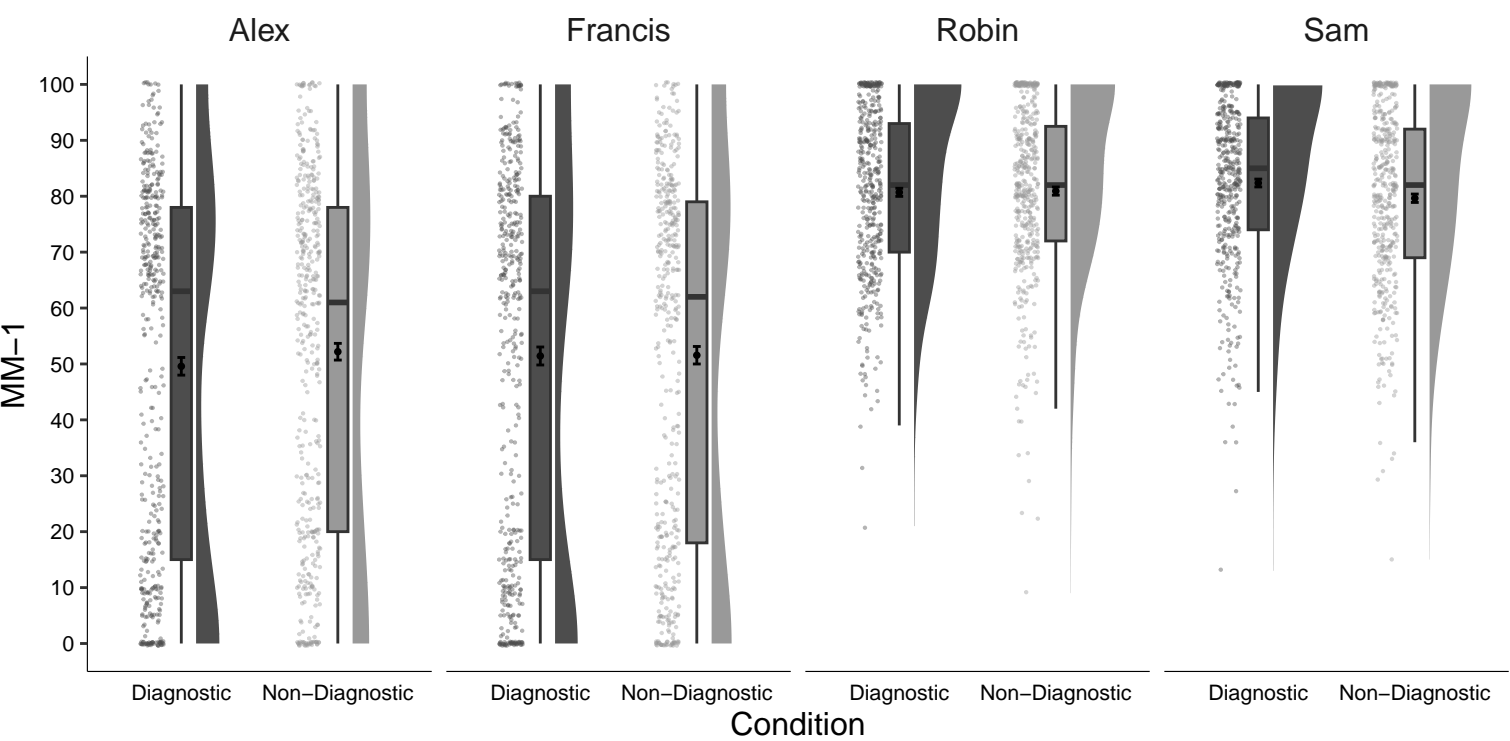 Alex Francis Robin Sam
100
90
80
70
60
50
40
30
20
10
0
MM−1
Diagnostic Non−Diagnostic Diagnostic Non−Diagnostic Diagnostic Non−Diagnostic Diagnostic Non−Diagnostic
Condition